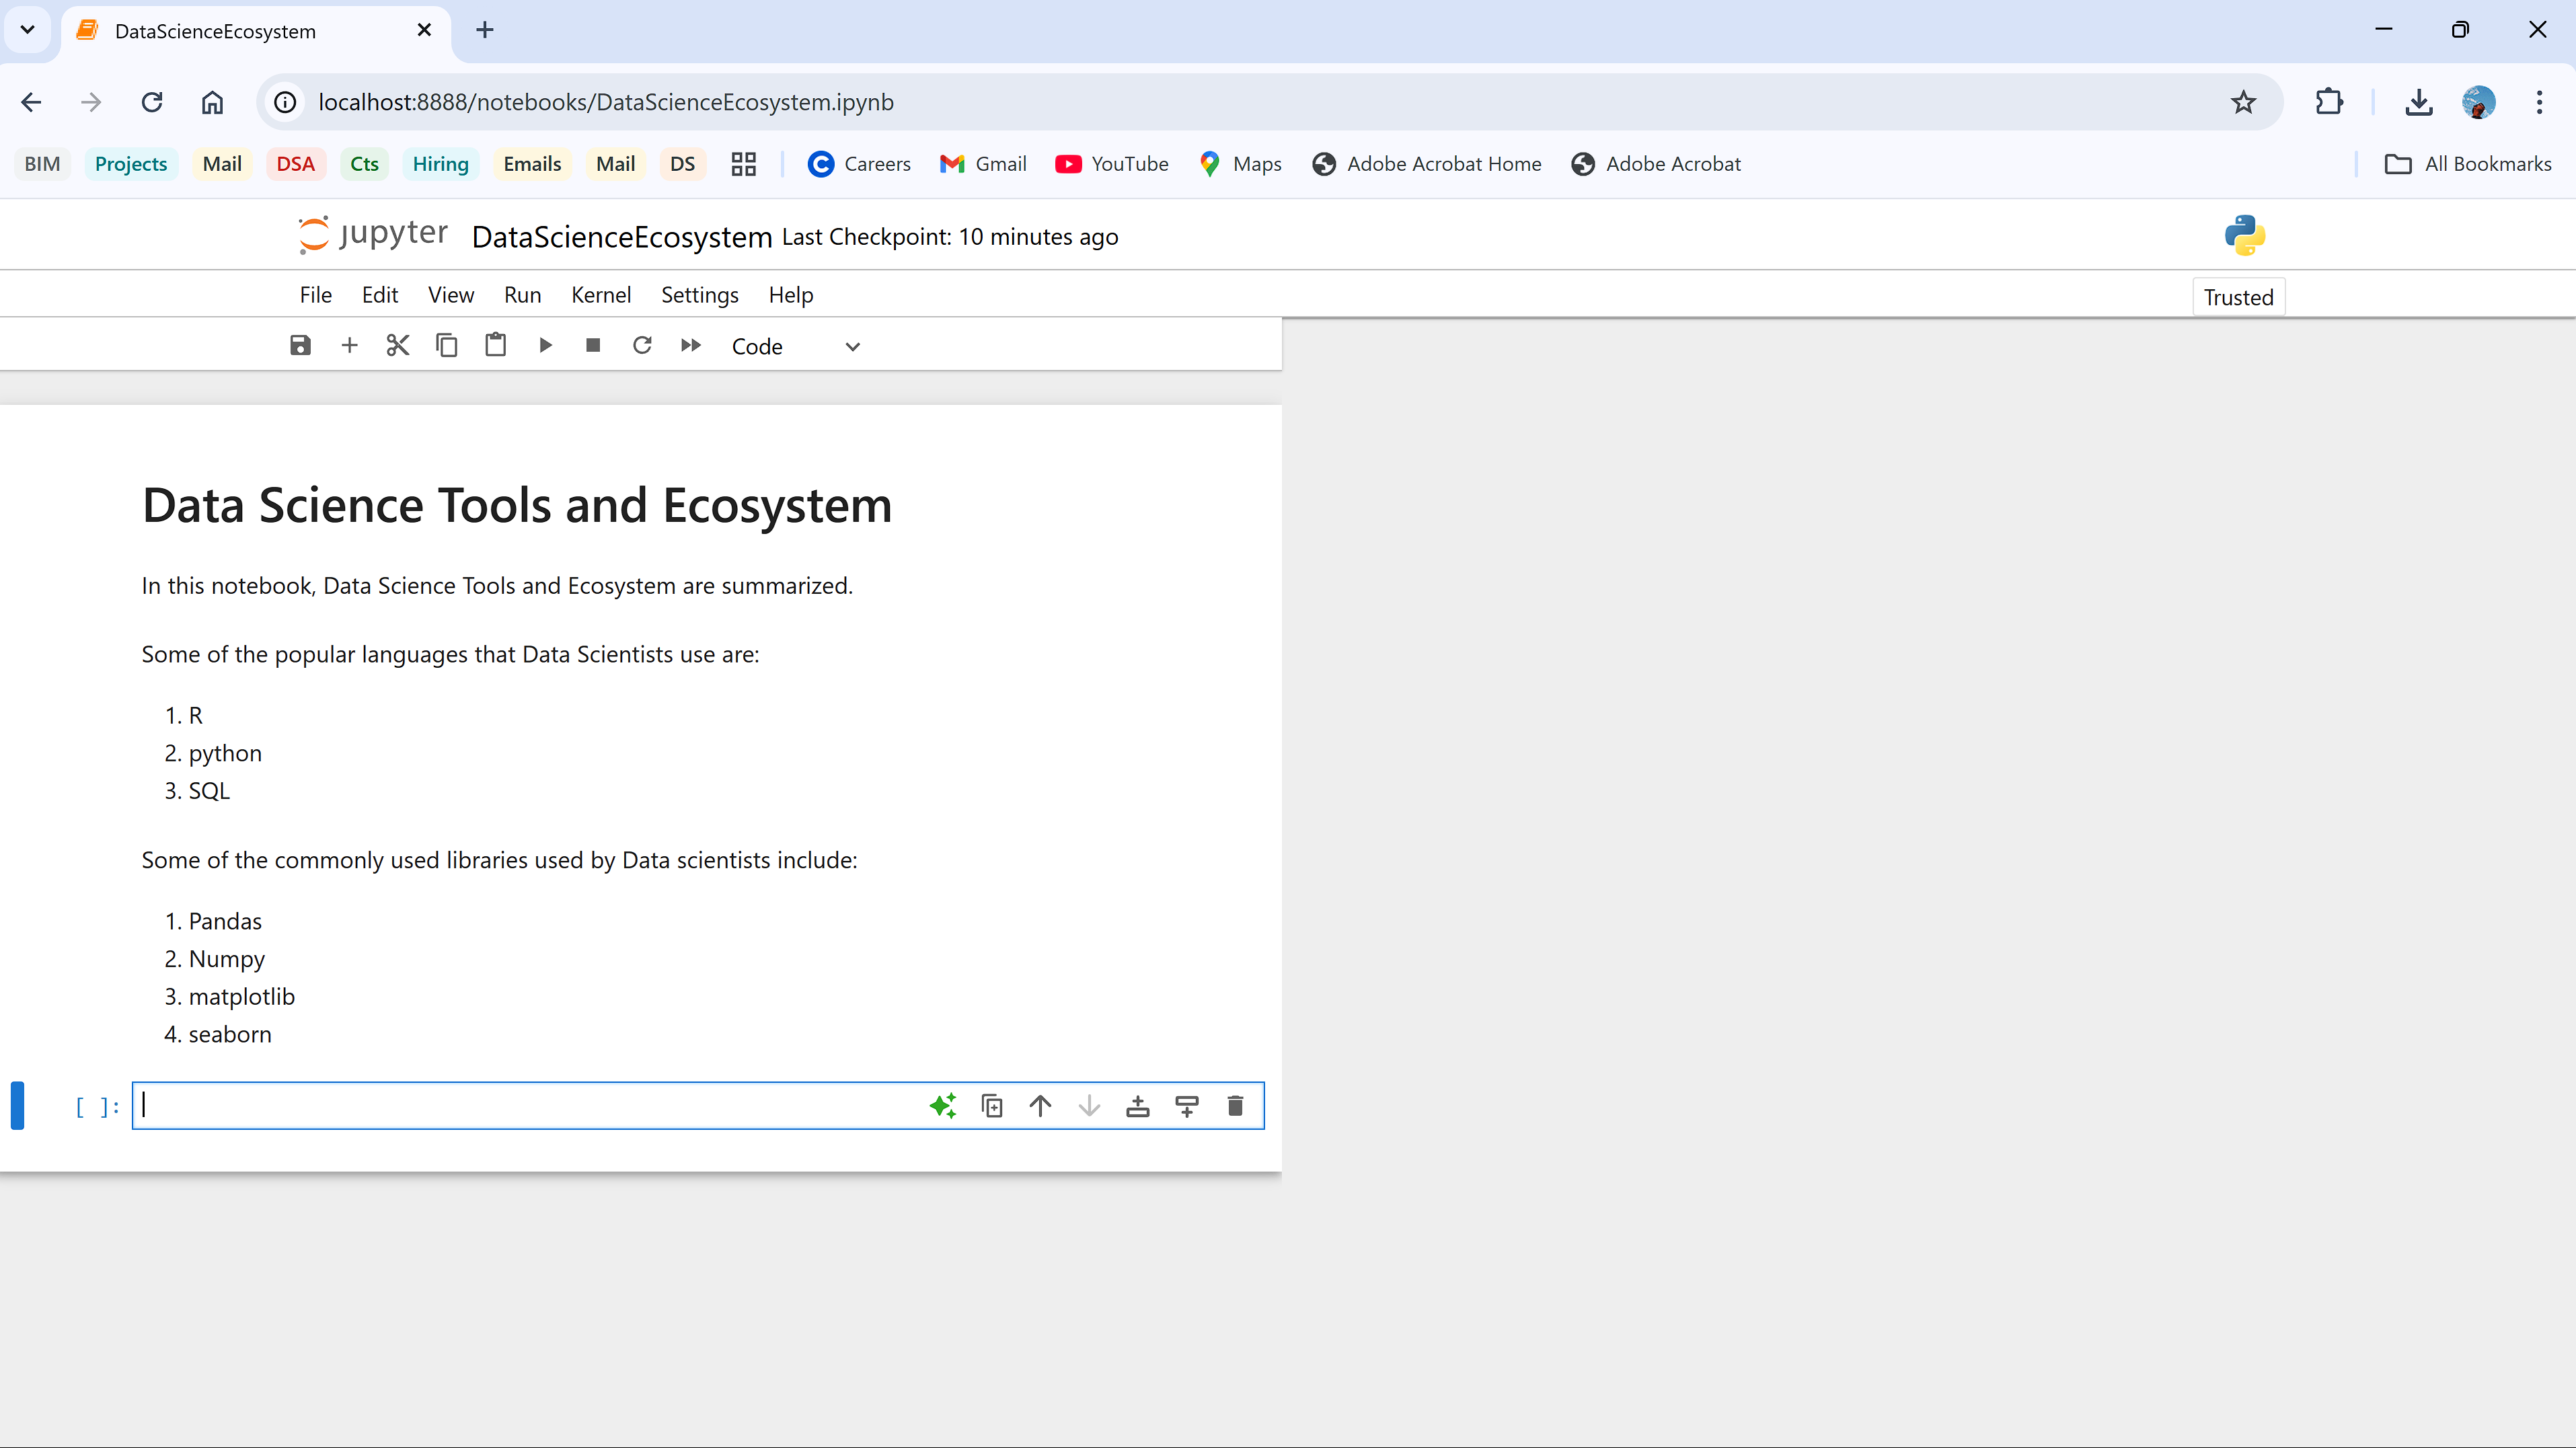 DataScienceEcosystem
localhost:8888/notebooks/DataScienceEcosystem.ipynb
BIM Projects Mail DSA Cts Hiring Emails Mail DS Careers Gmail YouTube Maps Adobe Acrobat Home Adobe Acrobat All Bookmarks
jupyter DataScienceEcosystem Last Checkpoint: 10 minutes ago
File Edit View Run Kernel Settings Help Trusted
Code
Data Science Tools and Ecosystem
In this notebook, Data Science Tools and Ecosystem are summarized.
Some of the popular languages that Data Scientists use are:
1. R
2. python
3. SQL
Some of the commonly used libraries used by Data scientists include:
1. Pandas
2. Numpy
3. matplotlib
4. seaborn
[ ]: